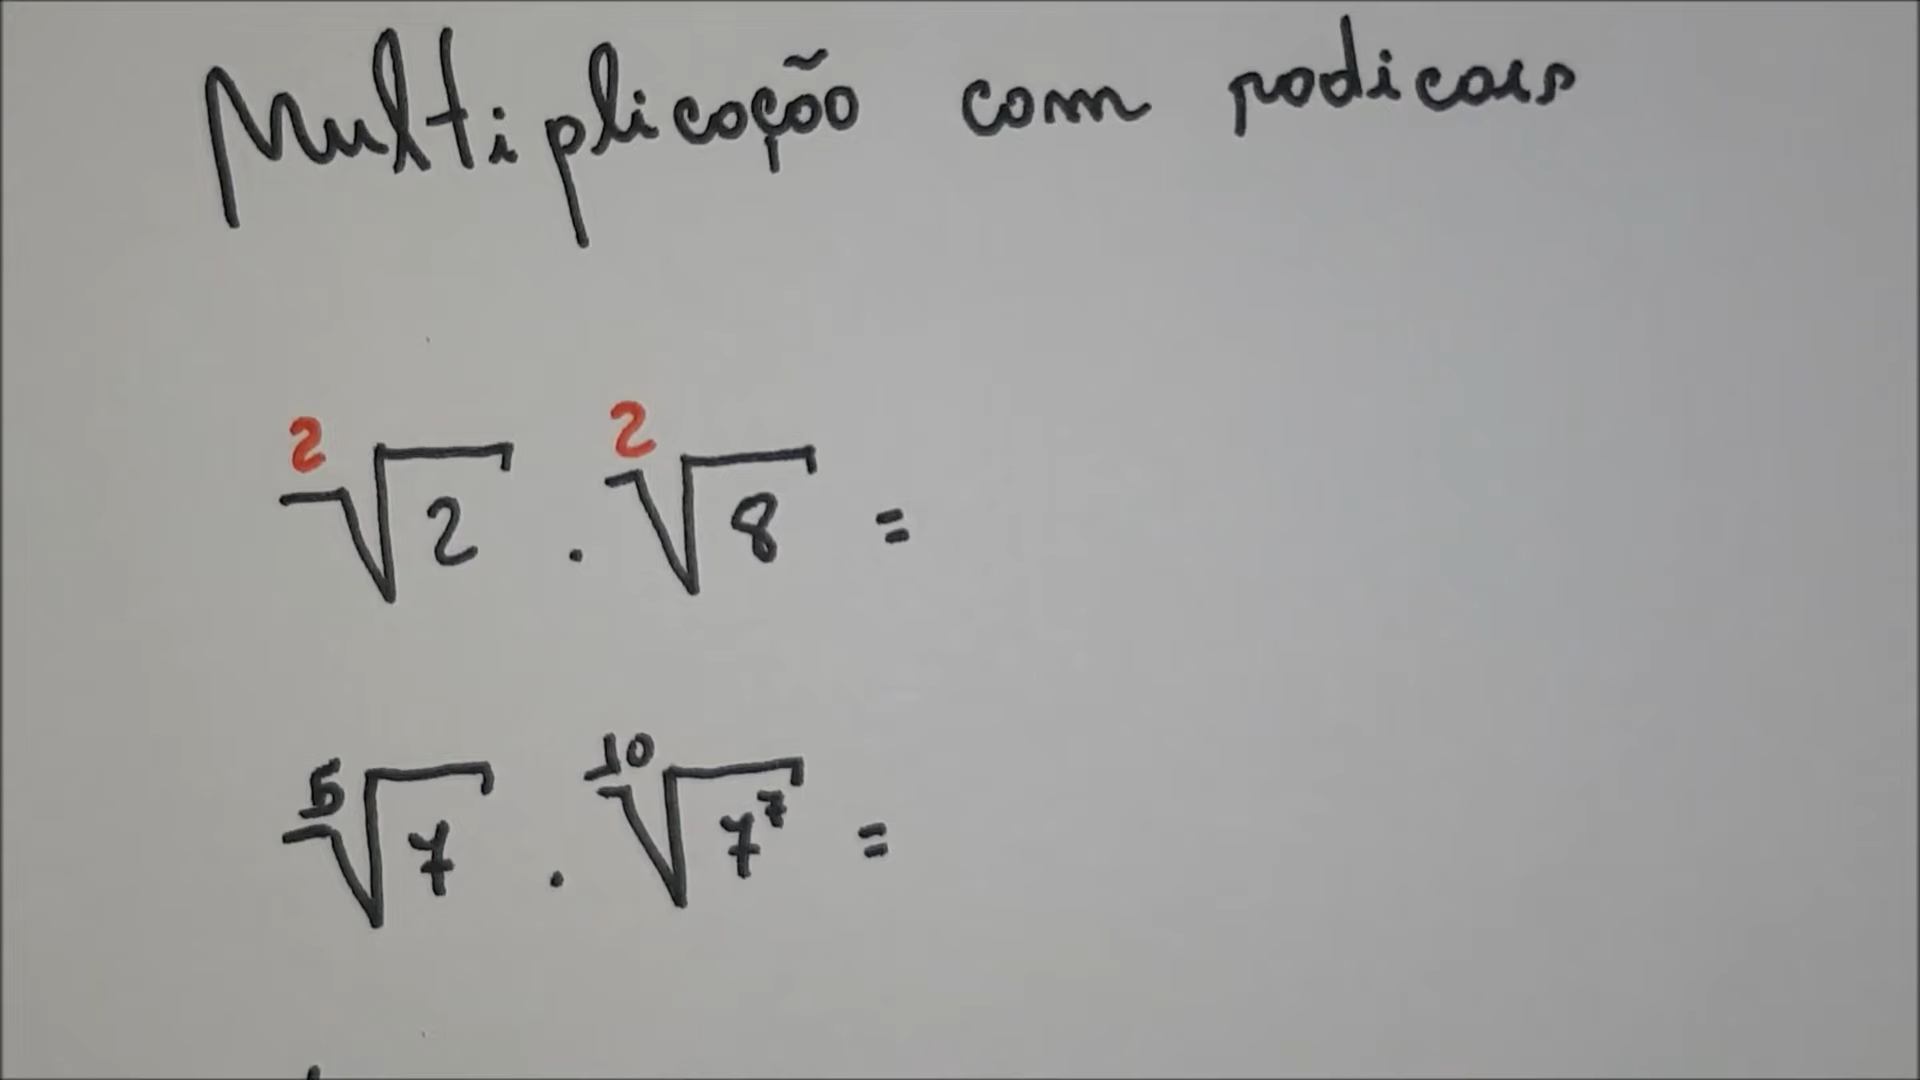 Multiplicação com radicais
²√2 . ²√8 =
⁵√7 . ¹⁰√7⁷ =